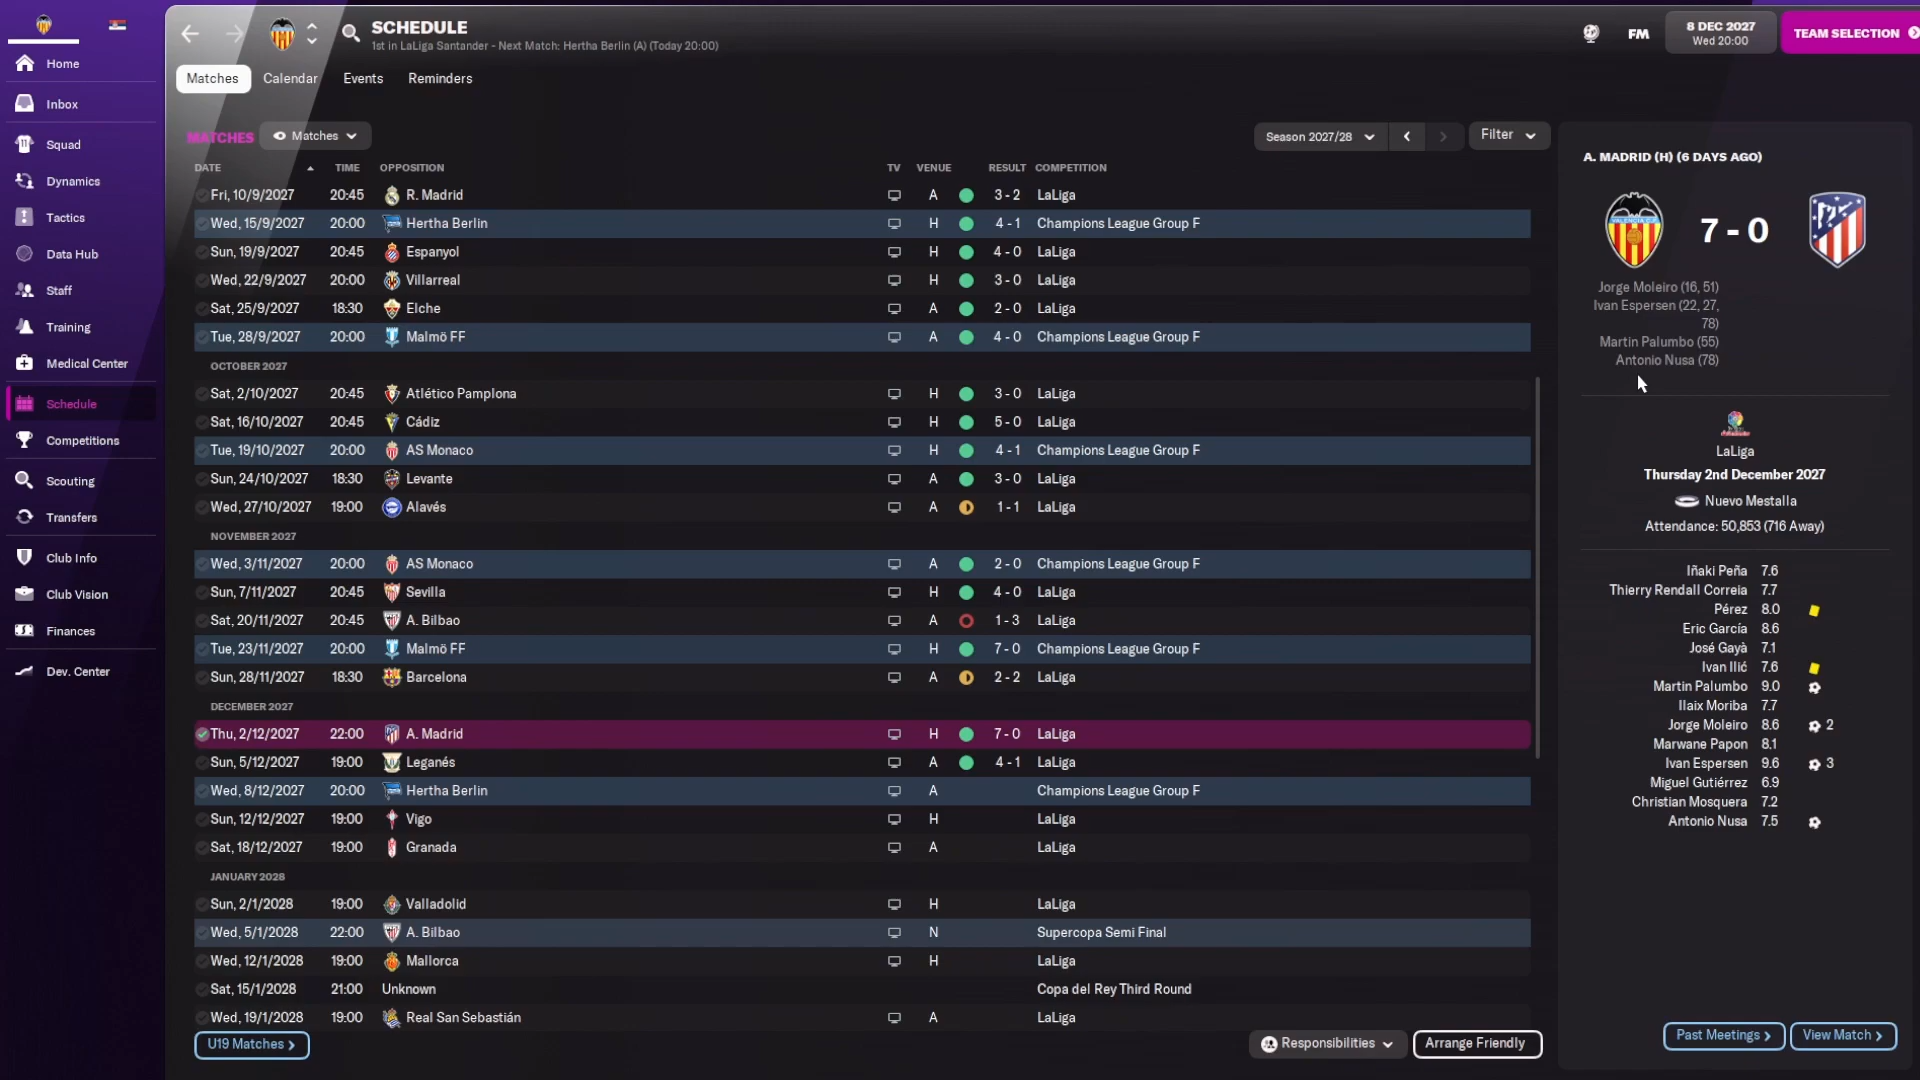 SCHEDULE
1st in LaLiga Santander - Next Match: Hertha Berlin (A) (Today 20:00)
FM
8 DEC 2027
Wed 20:00
TEAM SELECTION
Home
Inbox
Squad
Dynamics
Tactics
Data Hub
Staff
Training
Medical Center
Schedule
Competitions
Scouting
Transfers
Club Info
Club Vision
Finances
Dev. Center
Matches Calendar Events Reminders
MATCHES Matches Season 2027/28 Filter
DATE TIME OPPOSITION TV VENUE RESULT COMPETITION
Fri, 10/9/2027 20:45 R. Madrid A 3 - 2 LaLiga
Wed, 15/9/2027 20:00 Hertha Berlin H 4 - 1 Champions League Group F
Sun, 19/9/2027 20:45 Espanyol H 4 - 0 LaLiga
Wed, 22/9/2027 20:00 Villarreal H 3 - 0 LaLiga
Sat, 25/9/2027 18:30 Elche A 2 - 0 LaLiga
Tue, 28/9/2027 20:00 Malmö FF A 4 - 0 Champions League Group F
OCTOBER 2027
Sat, 2/10/2027 20:45 Atlético Pamplona H 3 - 0 LaLiga
Sat, 16/10/2027 20:45 Cádiz H 5 - 0 LaLiga
Tue, 19/10/2027 20:00 AS Monaco H 4 - 1 Champions League Group F
Sun, 24/10/2027 18:30 Levante A 3 - 0 LaLiga
Wed, 27/10/2027 19:00 Alavés A 1 - 1 LaLiga
NOVEMBER 2027
Wed, 3/11/2027 20:00 AS Monaco A 2 - 0 Champions League Group F
Sun, 7/11/2027 20:45 Sevilla H 4 - 0 LaLiga
Sat, 20/11/2027 20:45 A. Bilbao A 1 - 3 LaLiga
Tue, 23/11/2027 20:00 Malmö FF H 7 - 0 Champions League Group F
Sun, 28/11/2027 18:30 Barcelona A 2 - 2 LaLiga
DECEMBER 2027
Thu, 2/12/2027 22:00 A. Madrid H 7 - 0 LaLiga
Sun, 5/12/2027 19:00 Leganés A 4 - 1 LaLiga
Wed, 8/12/2027 20:00 Hertha Berlin A Champions League Group F
Sun, 12/12/2027 19:00 Vigo H LaLiga
Sat, 18/12/2027 19:00 Granada A LaLiga
JANUARY 2028
Sun, 2/1/2028 19:00 Valladolid H LaLiga
Wed, 5/1/2028 22:00 A. Bilbao N Supercopa Semi Final
Wed, 12/1/2028 19:00 Mallorca H LaLiga
Sat, 15/1/2028 21:00 Unknown Copa del Rey Third Round
Wed, 19/1/2028 19:00 Real San Sebastián A LaLiga
U19 Matches Responsibilities Arrange Friendly
A. MADRID (H) (6 DAYS AGO)
7 - 0
Jorge Moleiro (16, 51)
Ivan Espersen (22, 27,
78)
Martin Palumbo (55)
Antonio Nusa (78)
LaLiga
Thursday 2nd December 2027
Nuevo Mestalla
Attendance: 50,853 (716 Away)
Iñaki Peña 7.6
Thierry Rendall Correia 7.7
Pérez 8.0
Eric García 8.6
José Gayà 7.1
Ivan Ilić 7.6
Martin Palumbo 9.0
Ilaix Moriba 7.7
Jorge Moleiro 8.6 2
Marwane Papon 8.1
Ivan Espersen 9.6 3
Miguel Gutiérrez 6.9
Christian Mosquera 7.2
Antonio Nusa 7.5
Past Meetings View Match